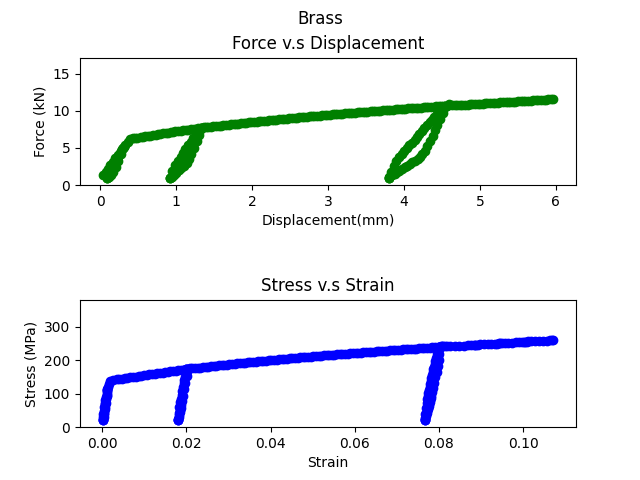 Brass
Force v.s Displacement
15
10
5
0
Force (kN)
0 1 2 3 4 5 6
Displacement(mm)
Stress v.s Strain
300
200
100
0
Stress (MPa)
0.00 0.02 0.04 0.06 0.08 0.10
Strain